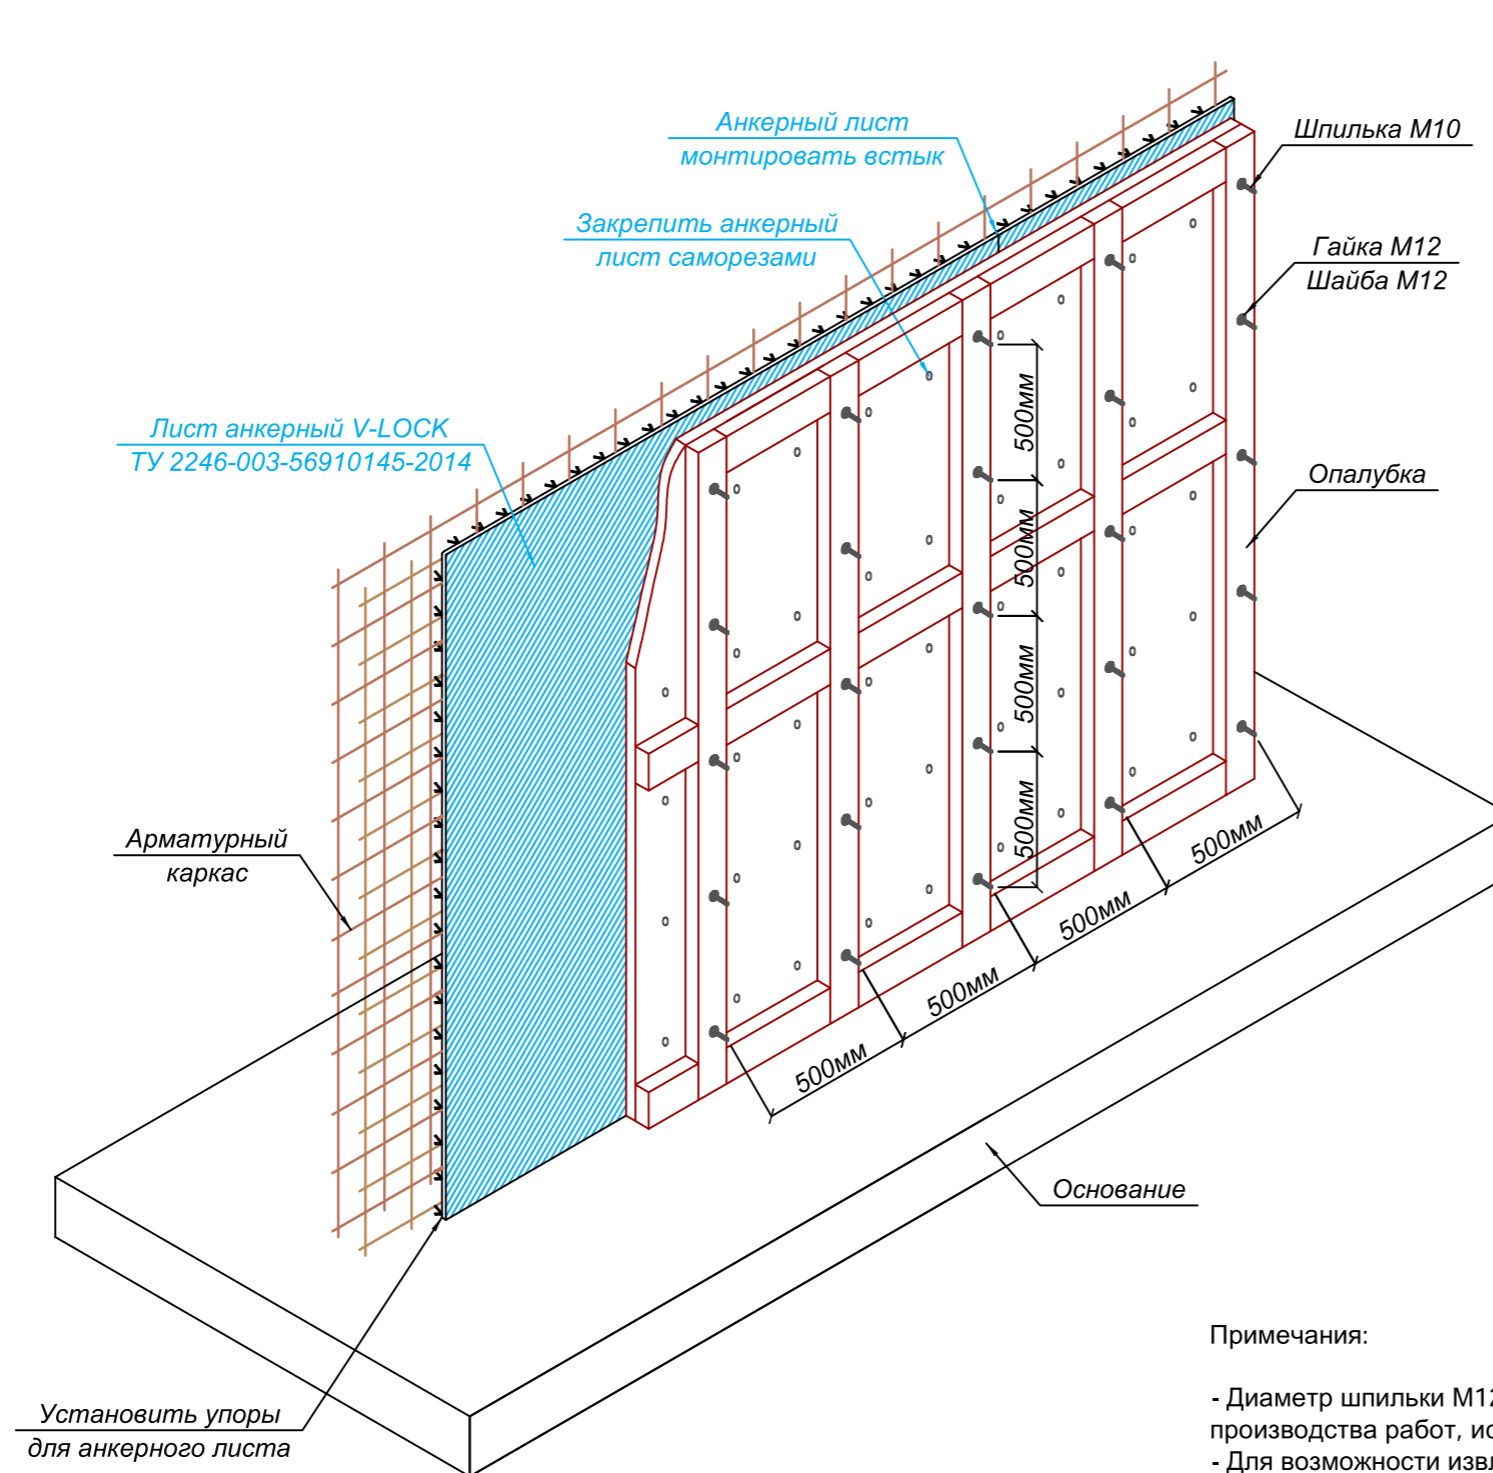 Анкерный лист
монтировать встык
Закрепить анкерный
лист саморезами
Лист анкерный V-LOCK
ТУ 2246-003-56910145-2014
Шпилька М10
Гайка М12
Шайба М12
Опалубка
Арматурный
каркас
500мм
500мм
500мм
500мм
500мм
500мм
500мм
500мм
Основание
Установить упоры
для анкерного листа
Примечания:
- Диаметр шпильки М12
производства работ,
- Для возможности